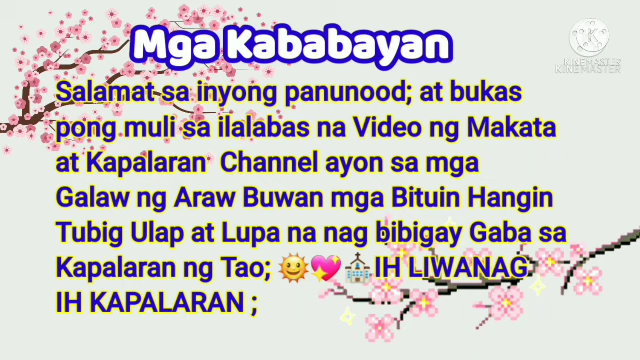 Mga Kababayan
Salamat sa inyong panunood; at bukas
pong muli sa ilalabas na Video ng Makata
at Kapalaran Channel ayon sa mga
Galaw ng Araw Buwan mga Bituin Hangin
Tubig Ulap at Lupa na nag bibigay Gaba sa
Kapalaran ng Tao; 🌞💖⛪IH LIWANAG.
IH KAPALARAN ;
KINEMASTER
KINEMASTER